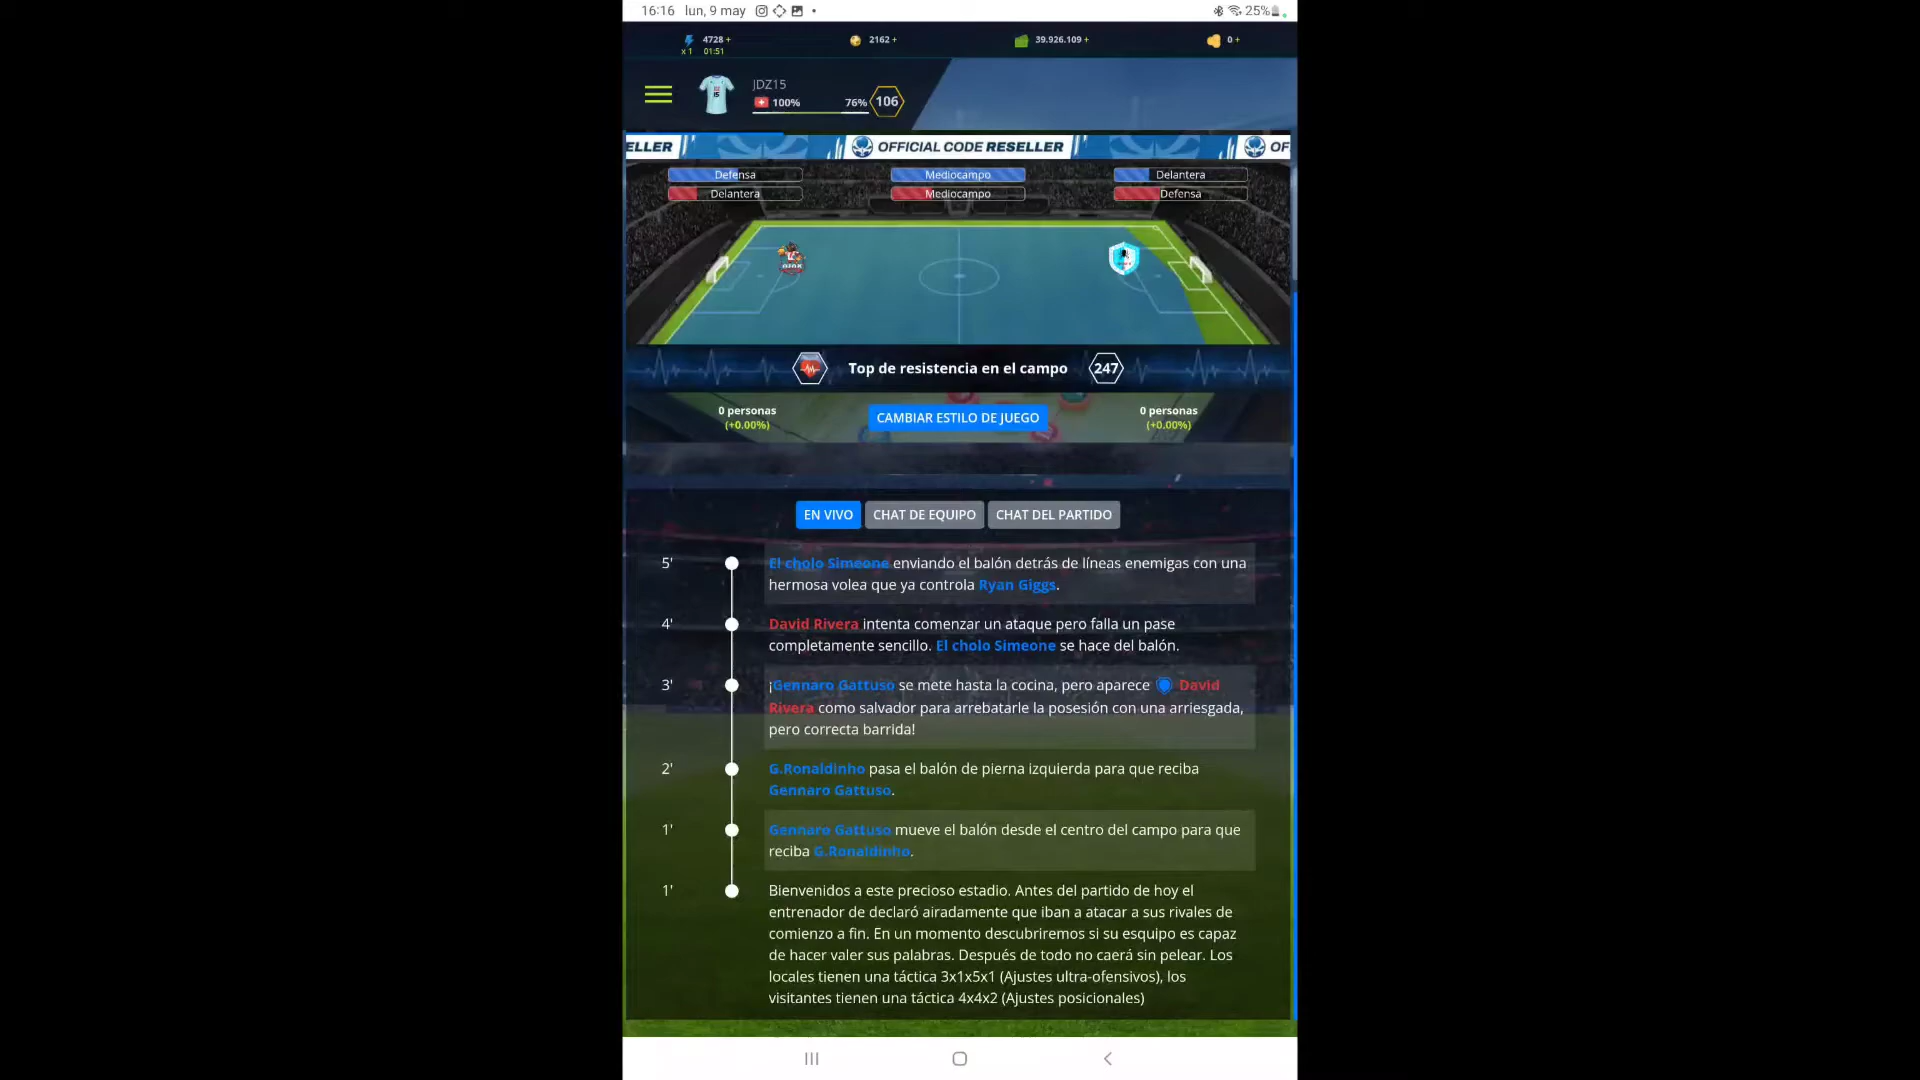 16:16 lun, 9 may
25%
4728 +
x 1 01:51
2162 +
39.926.109 +
0 +
JDZ15
100% 76% 106
ELLER OFFICIAL CODE RESELLER OF
Defensa Mediocampo Delantera
Delantera Mediocampo Defensa
AJAX
Top de resistencia en el campo 247
0 personas
(+0.00%)
CAMBIAR ESTILO DE JUEGO
0 personas
(+0.00%)
EN VIVO CHAT DE EQUIPO CHAT DEL PARTIDO
5' El cholo Simeone enviando el balón detrás de líneas enemigas con una
hermosa volea que ya controla Ryan Giggs.
4' David Rivera intenta comenzar un ataque pero falla un pase
completamente sencillo. El cholo Simeone se hace del balón.
3' ¡Gennaro Gattuso se mete hasta la cocina, pero aparece David
Rivera como salvador para arrebatarle la posesión con una arriesgada,
pero correcta barrida!
2' G.Ronaldinho pasa el balón de pierna izquierda para que reciba
Gennaro Gattuso.
1' Gennaro Gattuso mueve el balón desde el centro del campo para que
reciba G.Ronaldinho.
1' Bienvenidos a este precioso estadio. Antes del partido de hoy el
entrenador de declaró airadamente que iban a atacar a sus rivales de
comienzo a fin. En un momento descubriremos si su esquipo es capaz
de hacer valer sus palabras. Después de todo no caerá sin pelear. Los
locales tienen una táctica 3x1x5x1 (Ajustes ultra-ofensivos), los
visitantes tienen una táctica 4x4x2 (Ajustes posicionales)